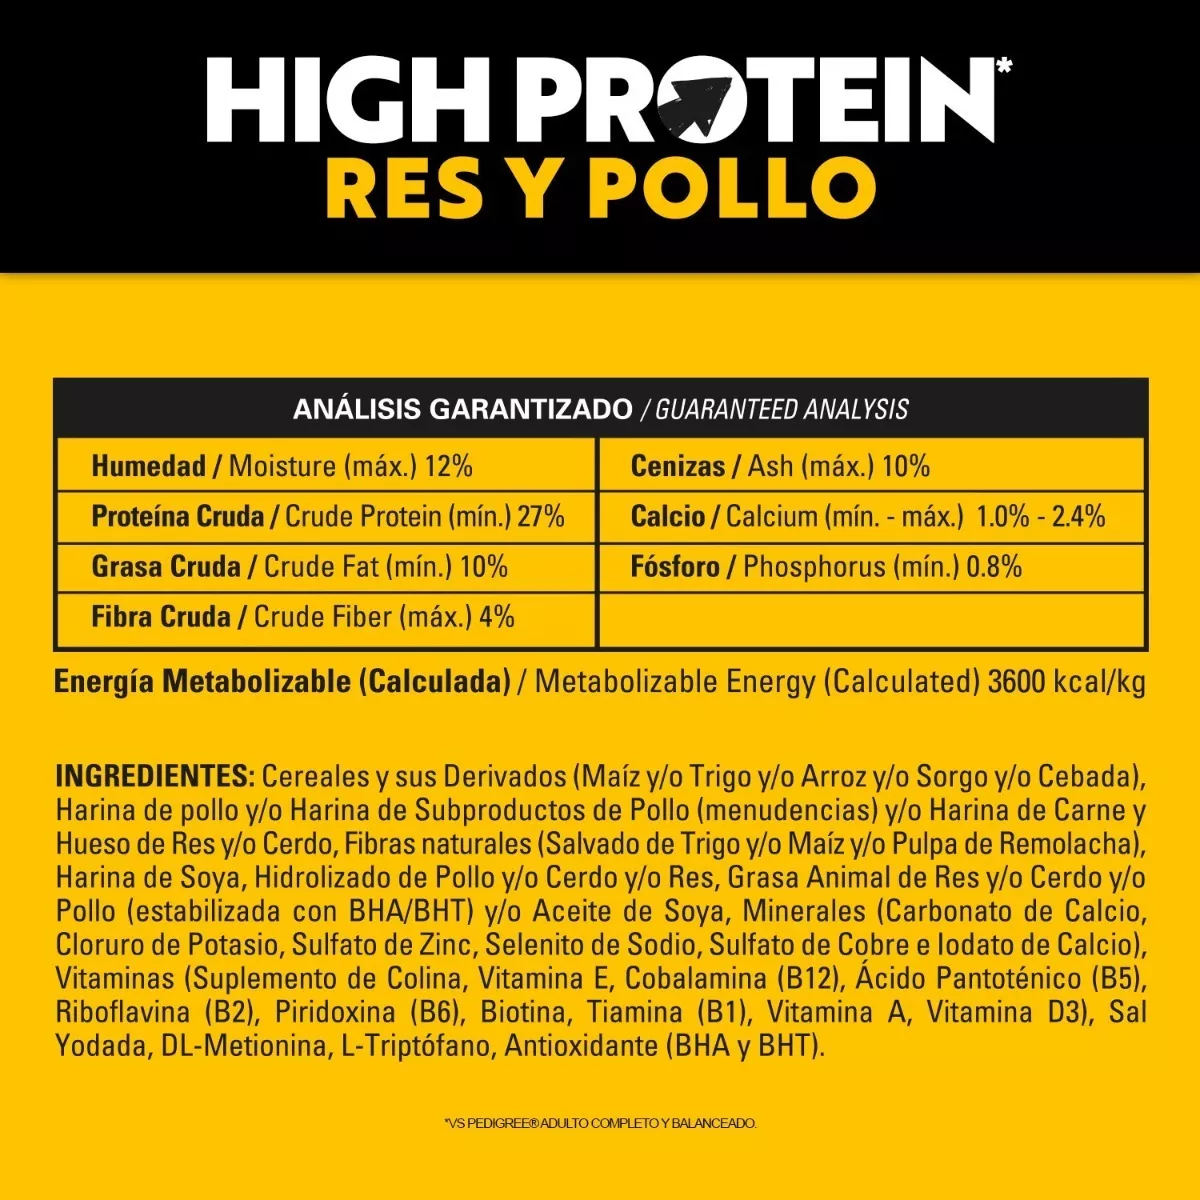 HIGH PROTEIN*
RES Y POLLO
ANÁLISIS GARANTIZADO / GUARANTEED ANALYSIS
Humedad / Moisture (máx.) 12%
Proteína Cruda / Crude Protein (mín.) 27%
Grasa Cruda / Crude Fat (mín.) 10%
Fibra Cruda / Crude Fiber (máx.) 4%
Cenizas / Ash (máx.) 10%
Calcio / Calcium (mín. - máx.) 1.0% - 2.4%
Fósforo / Phosphorus (mín.) 0.8%
Energía Metabolizable (Calculada) / Metabolizable Energy (Calculated) 3600 kcal/kg
INGREDIENTES: Cereales y sus Derivados (Maíz y/o Trigo y/o Arroz y/o Sorgo y/o Cebada),
Harina de pollo y/o Harina de Subproductos de Pollo (menudencias) y/o Harina de Carne y
Hueso de Res y/o Cerdo, Fibras naturales (Salvado de Trigo y/o Maíz y/o Pulpa de Remolacha),
Harina de Soya, Hidrolizado de Pollo y/o Cerdo y/o Res, Grasa Animal de Res y/o Cerdo y/o
Pollo (estabilizada con BHA/BHT) y/o Aceite de Soya, Minerales (Carbonato de Calcio,
Cloruro de Potasio, Sulfato de Zinc, Selenito de Sodio, Sulfato de Cobre e Iodato de Calcio),
Vitaminas (Suplemento de Colina, Vitamina E, Cobalamina (B12), Ácido Pantoténico (B5),
Riboflavina (B2), Piridoxina (B6), Biotina, Tiamina (B1), Vitamina A, Vitamina D3), Sal
Yodada, DL-Metionina, L-Triptófano, Antioxidante (BHA y BHT).
*VS PEDIGREE® ADULTO COMPLETO Y BALANCEADO.